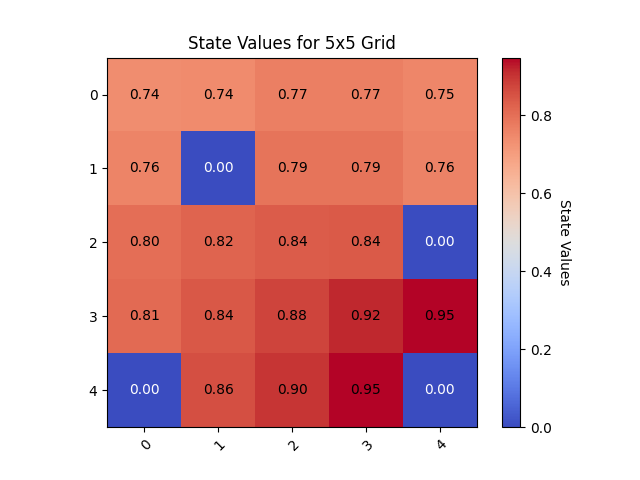 State Values for 5x5 Grid
0 0.74 0.74 0.77 0.77 0.75
1 0.76 0.00 0.79 0.79 0.76
2 0.80 0.82 0.84 0.84 0.00
3 0.81 0.84 0.88 0.92 0.95
4 0.00 0.86 0.90 0.95 0.00
0 1 2 3 4
0.8
0.6
0.4
0.2
0.0
State Values